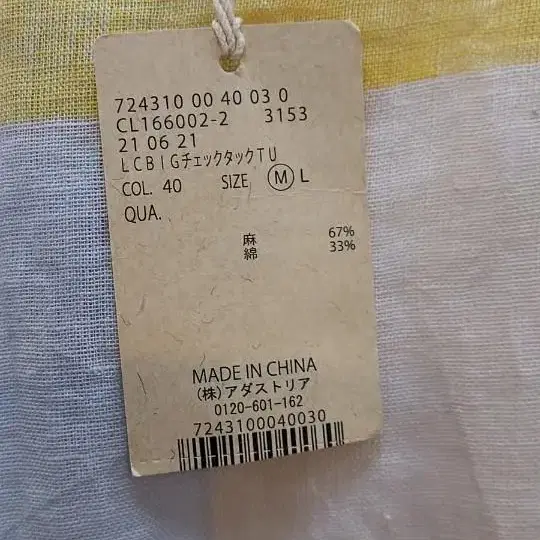 724310 00 40 03 0
CL166002-2 3153
21 06 21
LCBIGチェックタックTU
COL. 40 SIZE M L
QUA.
麻 67%
綿 33%
MADE IN CHINA
(株)アダストリア
0120-601-162
7243100040030